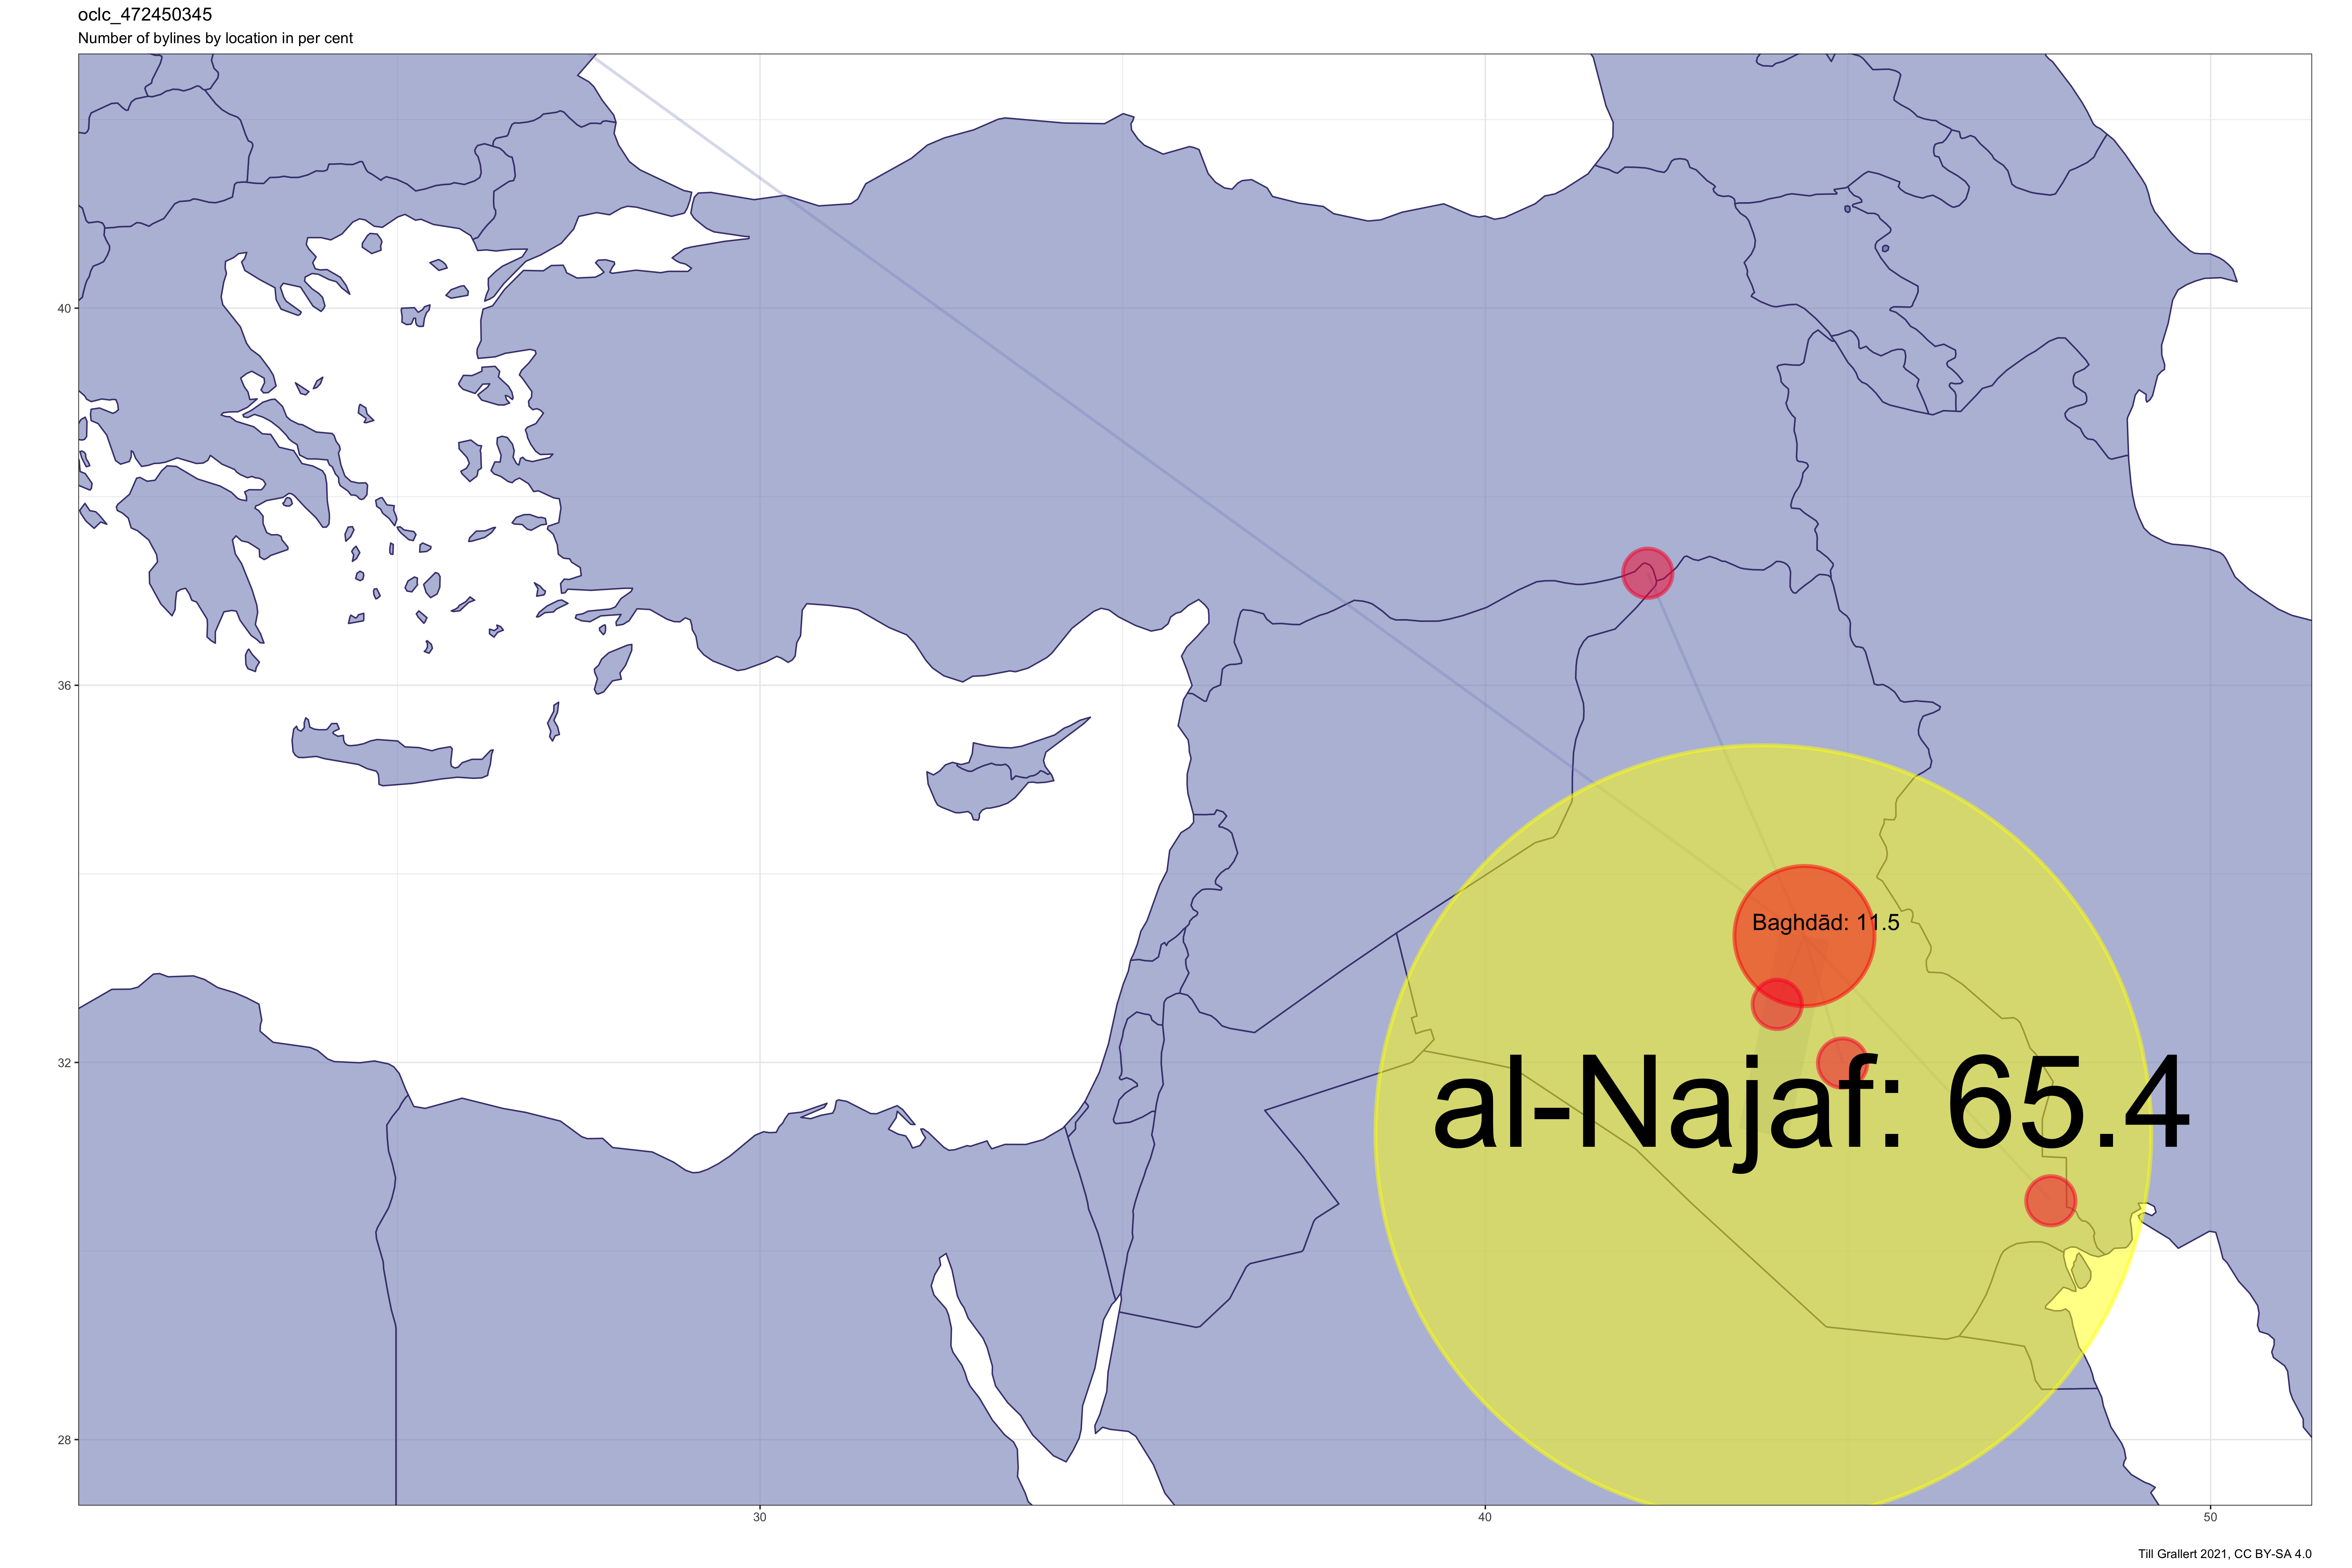 oclc_472450345
Number of bylines by location in per cent
40
36
Baghdād: 11.5
32
al-Najaf: 65.4
28
30
40
50
Till Grallert 2021, CC BY-SA 4.0